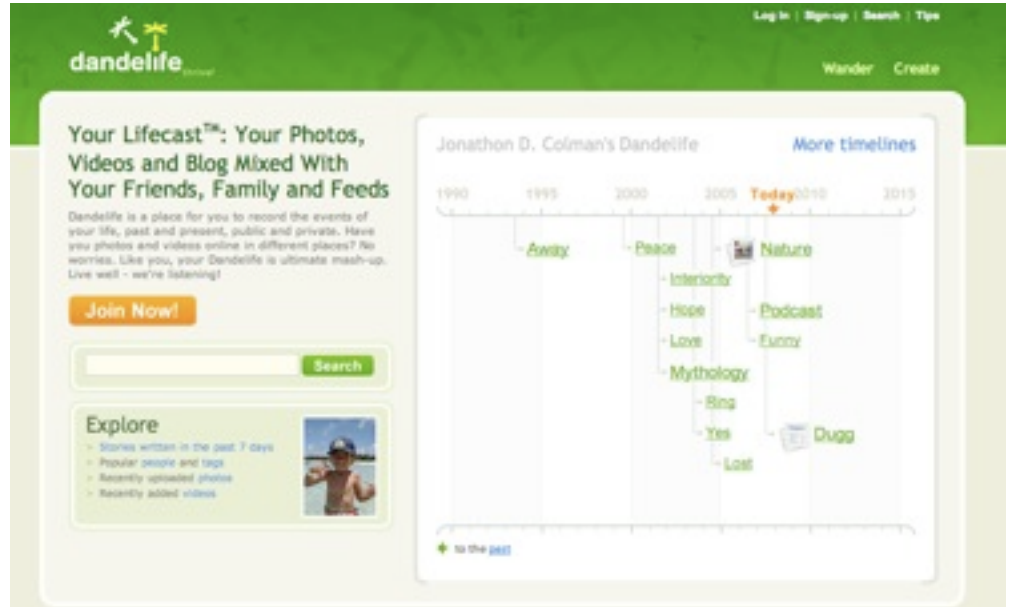 Log In | Sign-up | Search | Tips
dandelife
Wander Create
Your Lifecast™: Your Photos,
Videos and Blog Mixed With
Your Friends, Family and Feeds
Dandelife is a place for you to record the events of
your life, past and present, public and private. Have
you photos and videos online in different places? No
worries. Like you, your Dandelife is ultimate mash-up.
Live well - we're listening!
Join Now!
Search
Explore
> Stories written in the past 7 days
> Popular people and tags
> Recently uploaded photos
> Recently added videos
Jonathon D. Colman's Dandelife More timelines
1990 1995 2000 2005 Today 2010 2015
Away Peace Nature
Interiority
Hope Podcast
Love Funny
Mythology
Ring
Yes Dugg
Lost
to the past